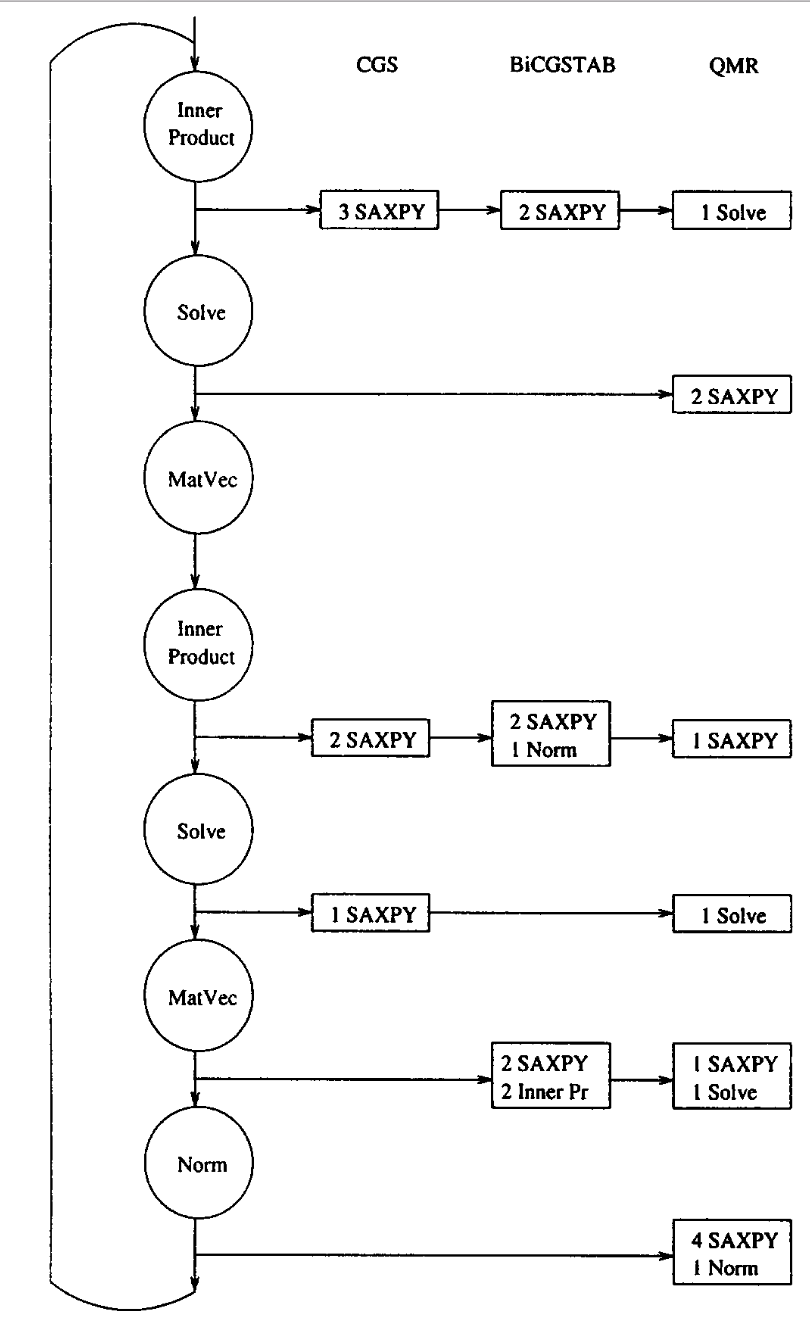 CGS BiCGSTAB QMR
Inner
Product
3 SAXPY 2 SAXPY 1 Solve
Solve
2 SAXPY
MatVec
Inner
Product
2 SAXPY
2 SAXPY
1 Norm
1 SAXPY
Solve
1 SAXPY 1 Solve
MatVec
2 SAXPY
2 Inner Pr
1 SAXPY
1 Solve
Norm
4 SAXPY
1 Norm